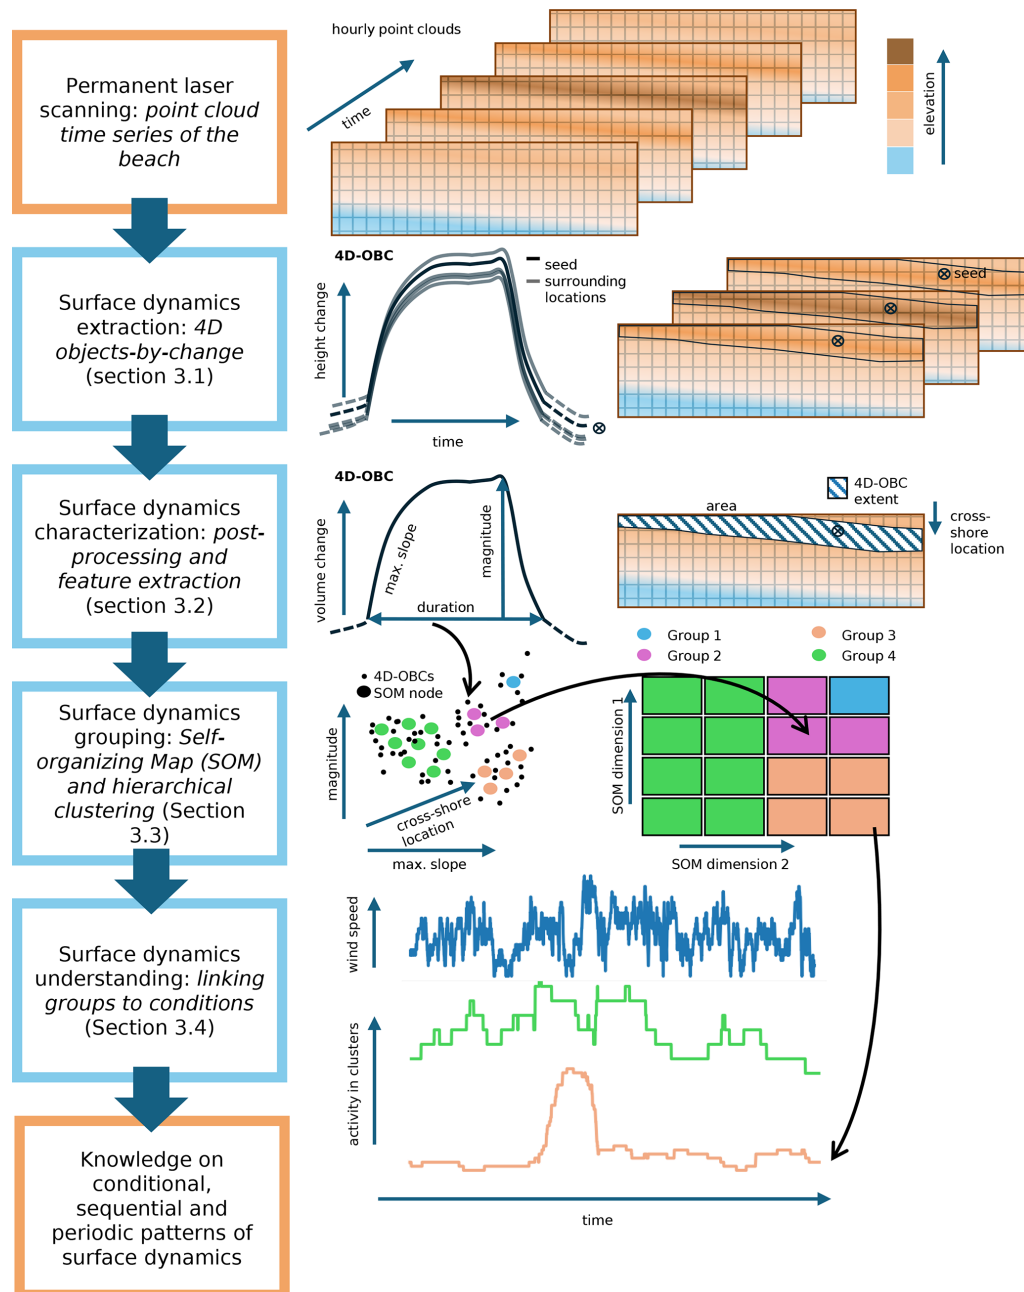 Permanent laser
scanning: point cloud
time series of the
beach
hourly point clouds
time
elevation
Surface dynamics
extraction: 4D
objects-by-change
(section 3.1)
4D-OBC
seed
surrounding
locations
height change
time
seed
Surface dynamics
characterization: post-
processing and
feature extraction
(section 3.2)
4D-OBC
volume change
max. slope
magnitude
duration
area
4D-OBC
extent
cross-
shore
location
Surface dynamics
grouping: Self-
organizing Map (SOM)
and hierarchical
clustering (Section
3.3)
4D-OBCs
SOM node
magnitude
cross-shore
location
max. slope
Group 1
Group 2
Group 3
Group 4
SOM dimension 1
SOM dimension 2
Surface dynamics
understanding: linking
groups to conditions
(Section 3.4)
wind speed
activity in clusters
time
Knowledge on
conditional,
sequential and
periodic patterns of
surface dynamics